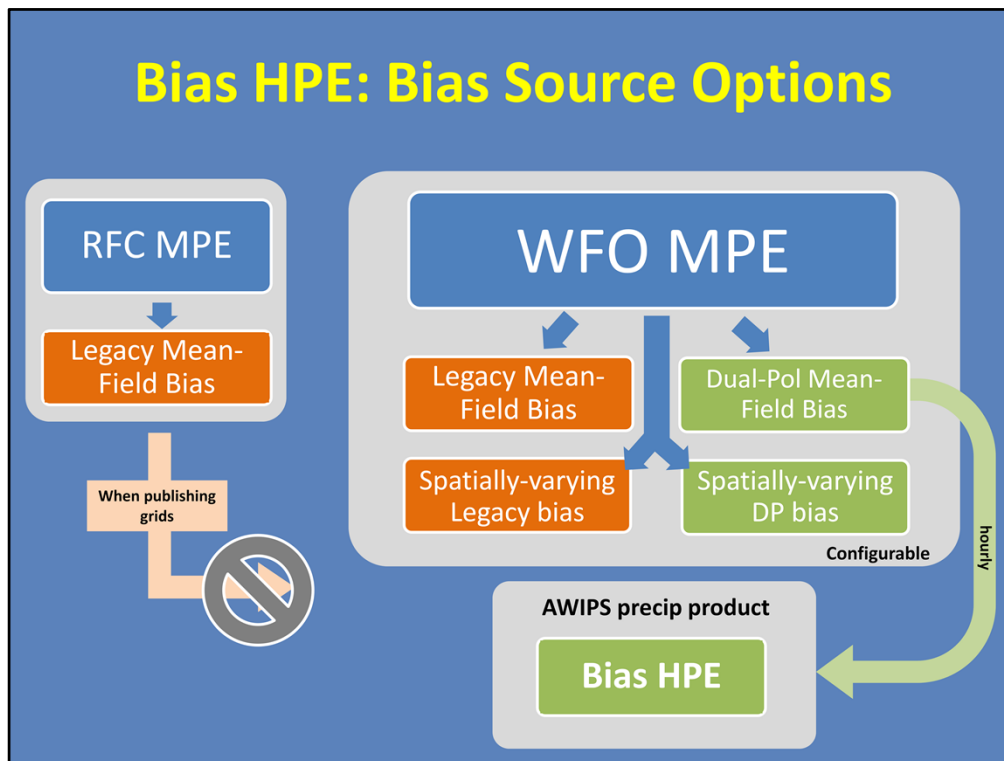 Bias HPE: Bias Source Options
RFC MPE
Legacy Mean-
Field Bias
When publishing
grids
WFO MPE
Legacy Mean-
Field Bias
Dual-Pol Mean-
Field Bias
Spatially-varying
Legacy bias
Spatially-varying
DP bias
Configurable
hourly
AWIPS precip product
Bias HPE